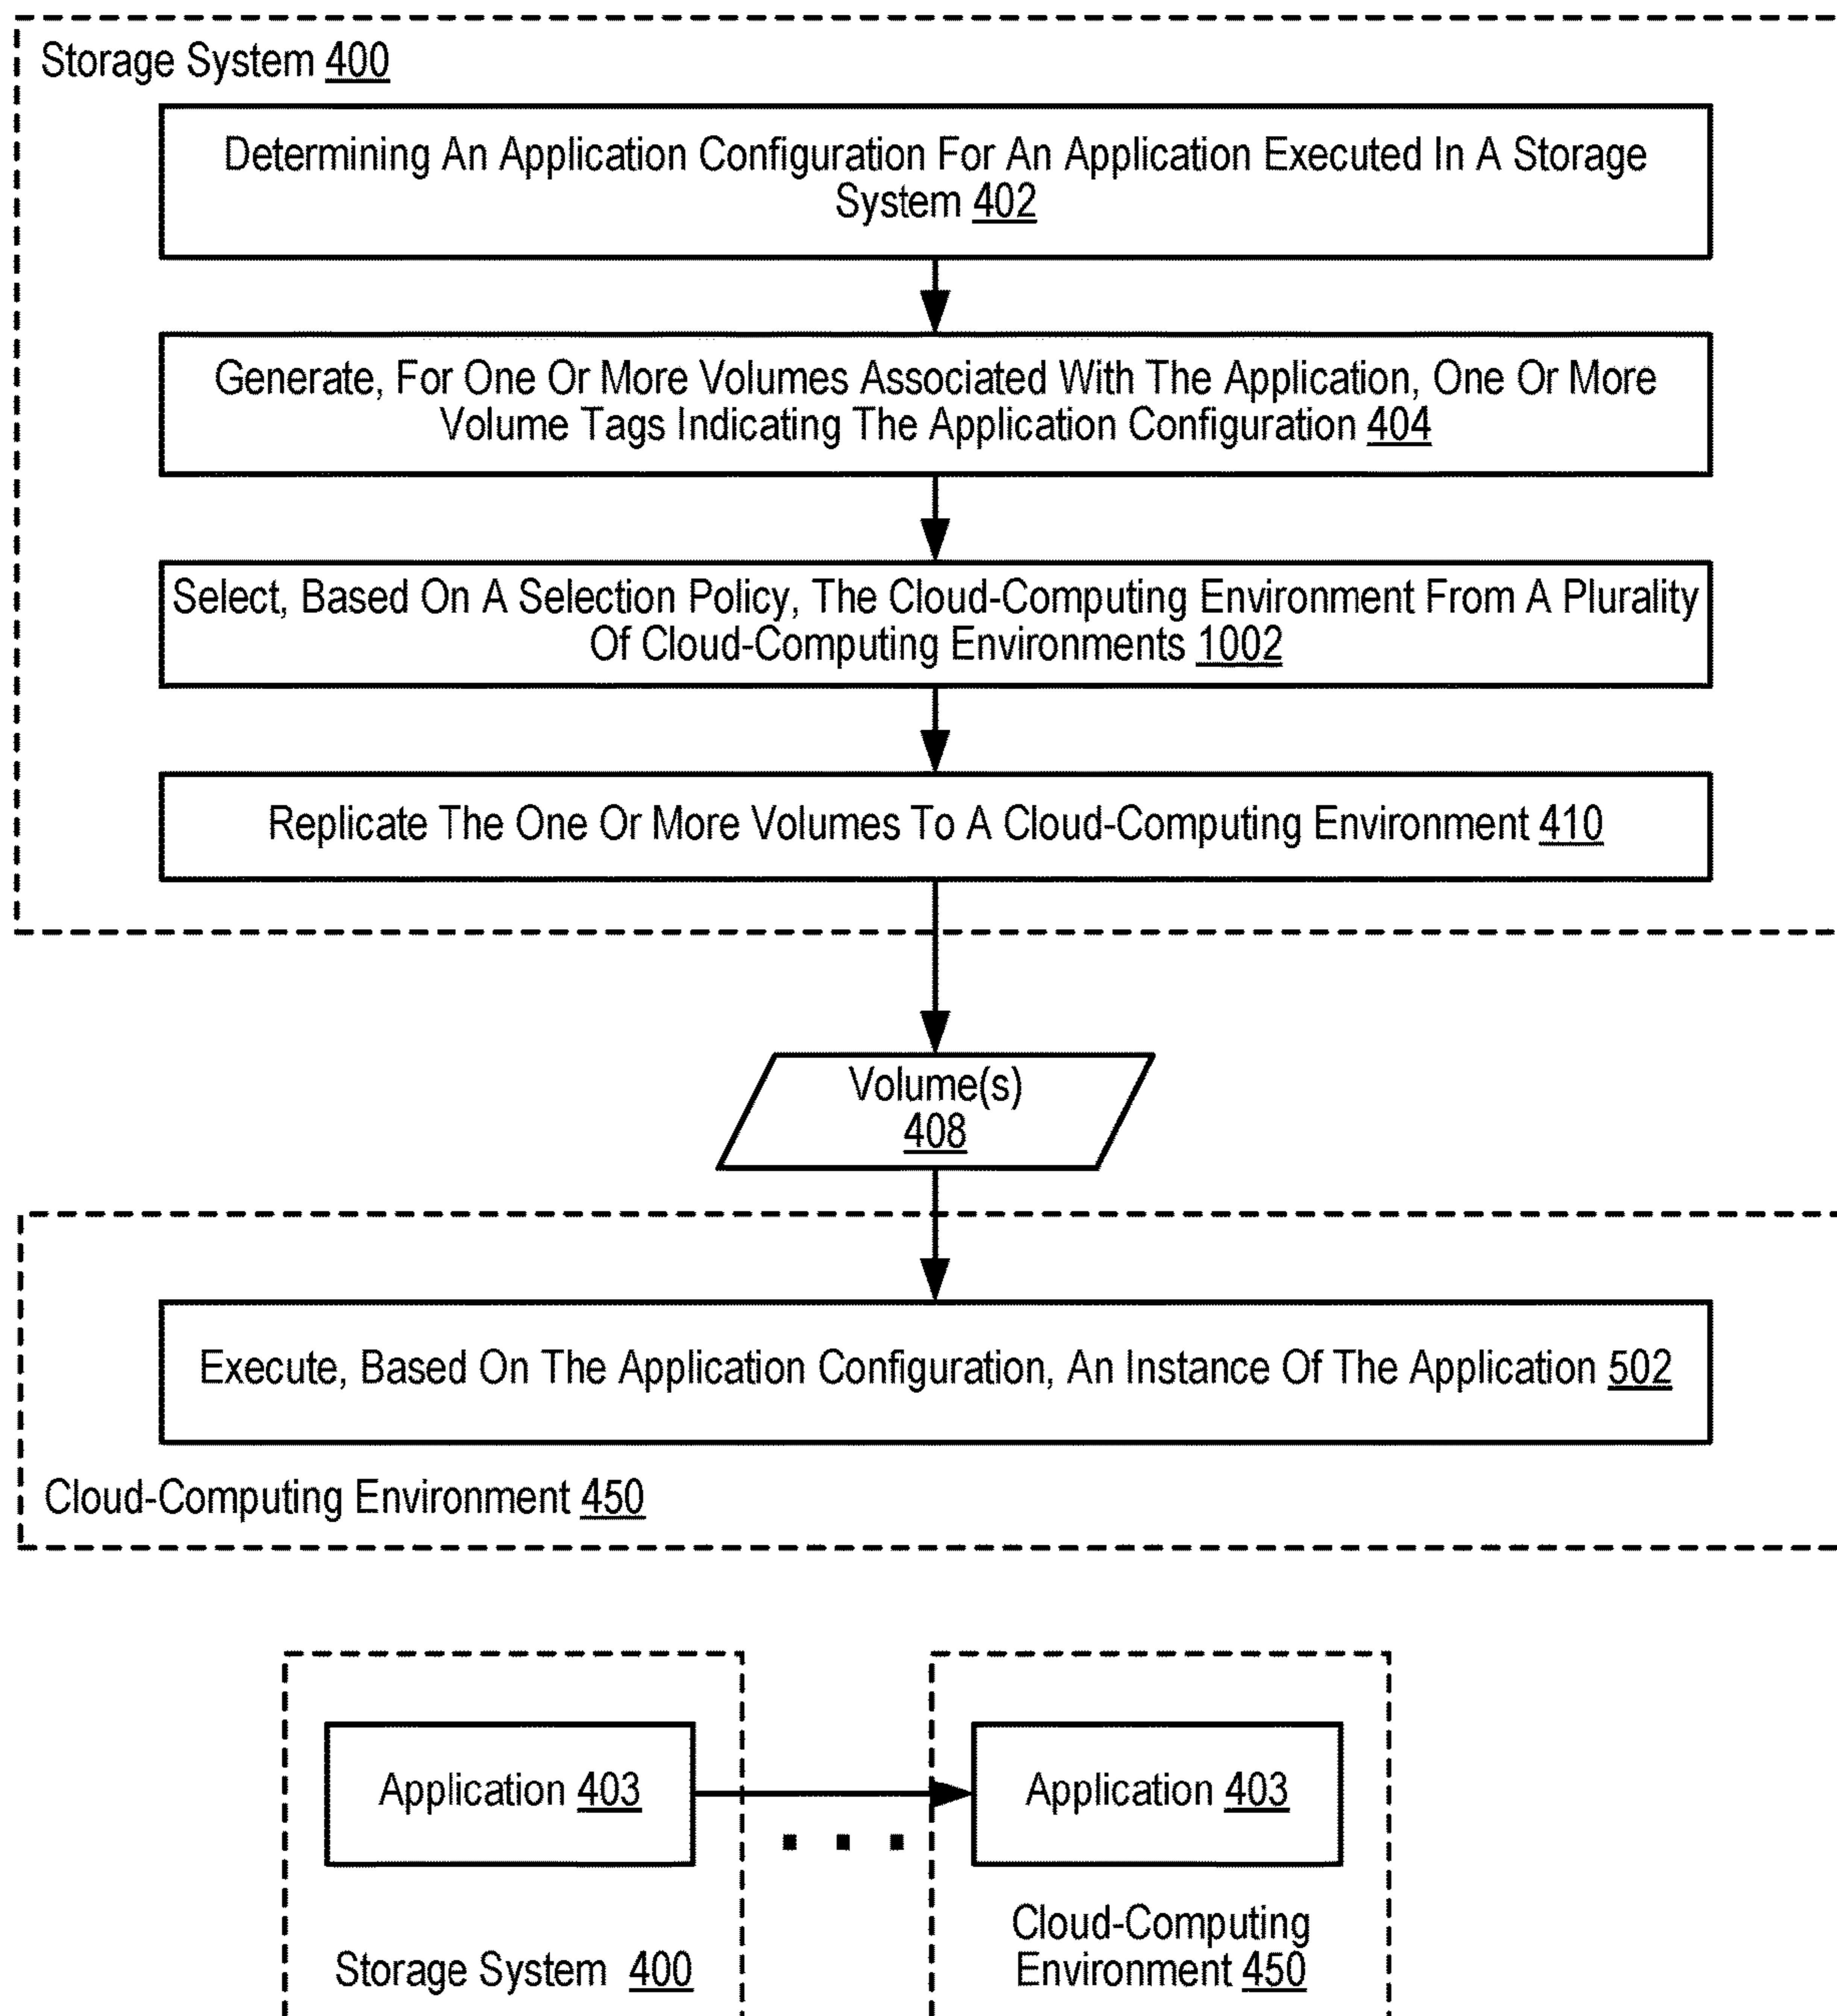 Storage System 400
Determining An Application Configuration For An Application Executed In A Storage
System 402
Generate, For One Or More Volumes Associated With The Application, One Or More
Volume Tags Indicating The Application Configuration 404
Select, Based On A Selection Policy, The Cloud-Computing Environment From A Plurality
Of Cloud-Computing Environments 1002
Replicate The One Or More Volumes To A Cloud-Computing Environment 410
Volume(s)
408
Execute, Based On The Application Configuration, An Instance Of The Application 502
Cloud-Computing Environment 450
Application 403
Storage System 400
Application 403
Cloud-Computing
Environment 450